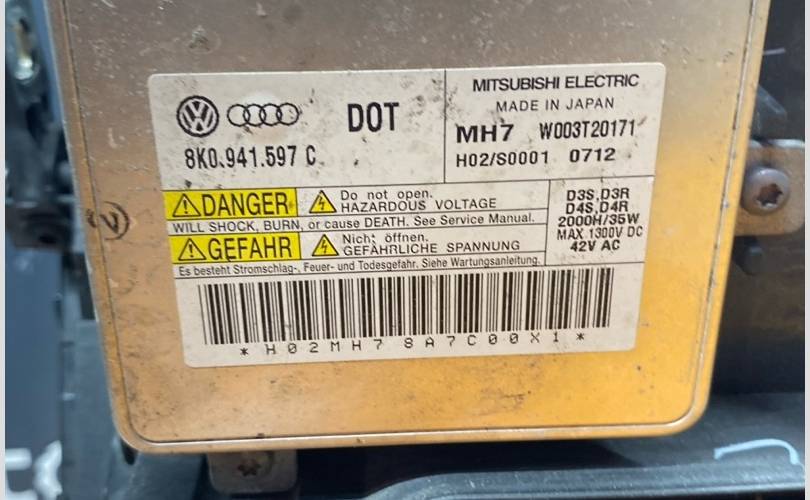 DOT
8K0.941.597 C
MITSUBISHI ELECTRIC
MADE IN JAPAN
MH7 W003T20171
H02/S0001 0712
DANGER
Do not open.
HAZARDOUS VOLTAGE
WILL SHOCK, BURN, or cause DEATH. See Service Manual.
GEFAHR
Nicht öffnen.
GEFÄHRLICHE SPANNUNG
Es besteht Stromschlag-, Feuer- und Todesgefahr. Siehe Wartungsanleitung.
D3S, D3R
D4S, D4R
2000H/35W
MAX 1300V DC
42V AC
*H02MH78A7C00X1*